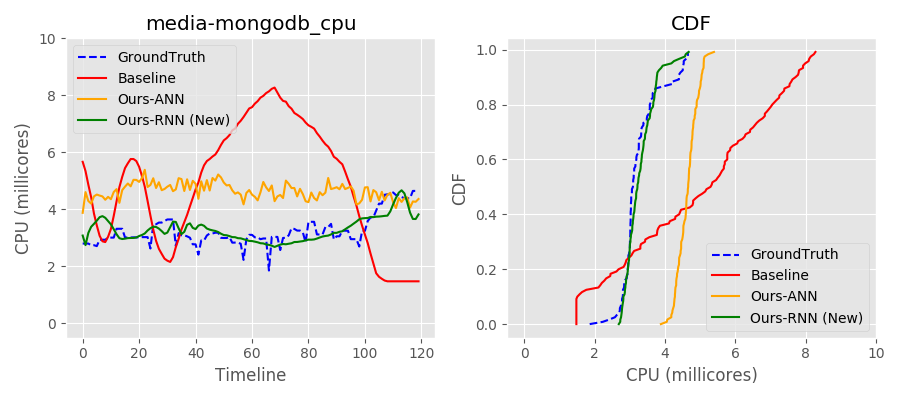 media-mongodb_cpu
CPU (millicores)
10
8
6
4
2
0
GroundTruth
Baseline
Ours-ANN
Ours-RNN (New)
0 20 40 60 80 100 120
Timeline
CDF
CDF
1.0
0.8
0.6
0.4
0.2
0.0
GroundTruth
Baseline
Ours-ANN
Ours-RNN (New)
0 2 4 6 8 10
CPU (millicores)